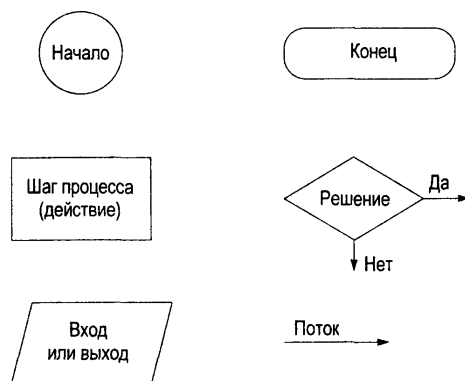 Начало
Конец
Шаг процесса
(действие)
Решение
Да
Нет
Вход
или выход
Поток